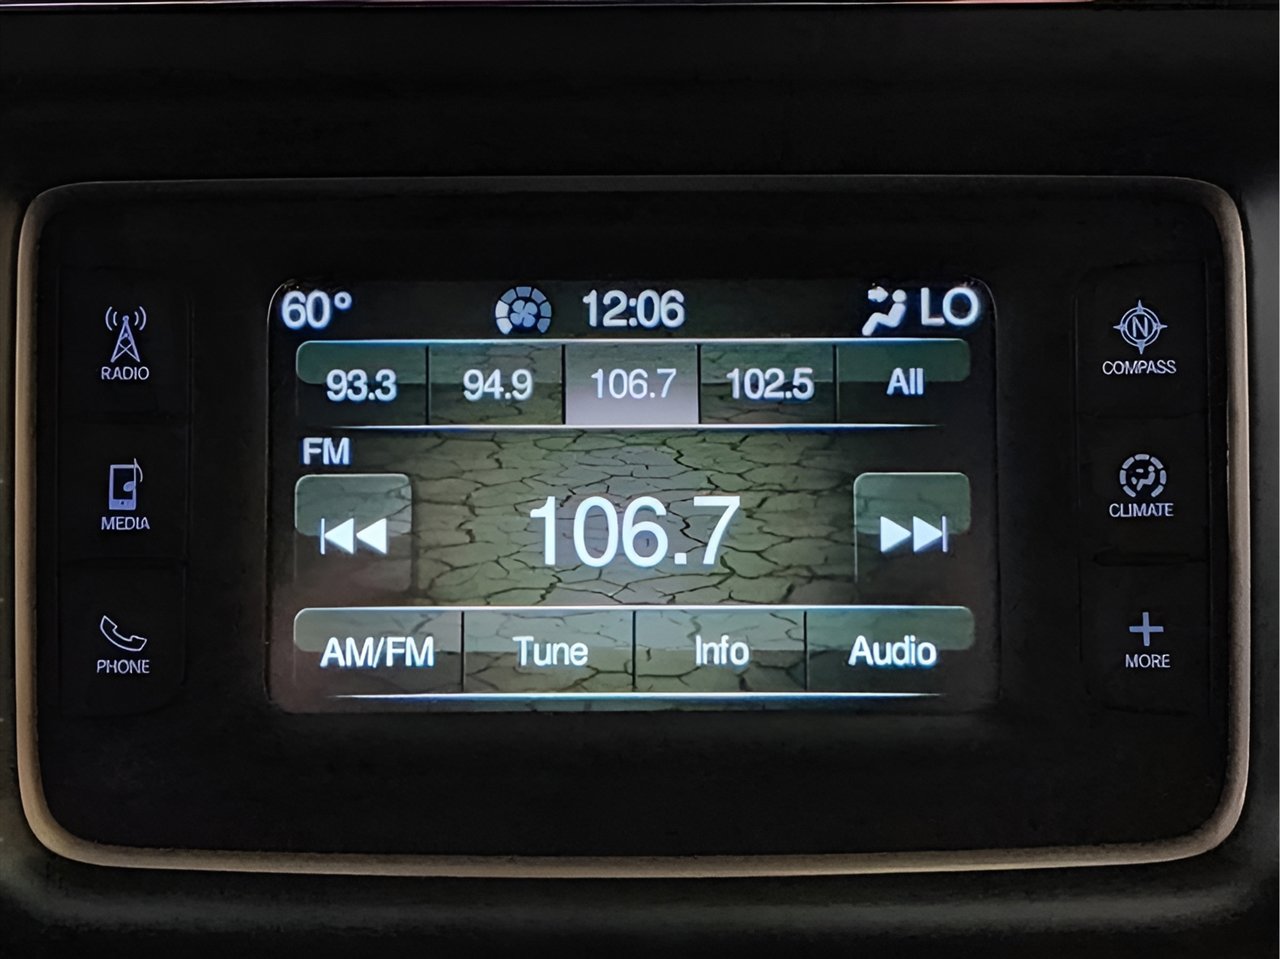 60° 12:06 LO
93.3 94.9 106.7 102.5 All
FM
106.7
AM/FM Tune Info Audio
RADIO
MEDIA
PHONE
N
COMPASS
CLIMATE
MORE